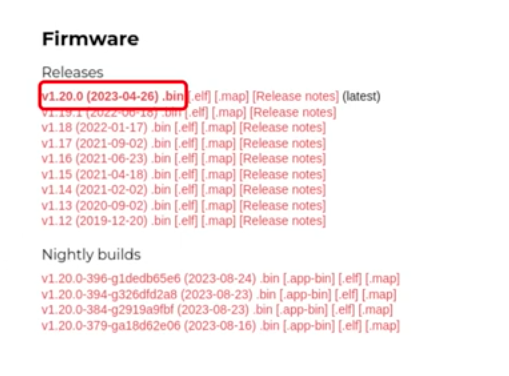 Firmware
Releases
v1.20.0 (2023-04-26) .bin [.elf] [.map] [Release notes] (latest)
v1.19.1 (2022-06-18) .bin [.elf] [.map] [Release notes]
v1.18 (2022-01-17) .bin [.elf] [.map] [Release notes]
v1.17 (2021-09-02) .bin [.elf] [.map] [Release notes]
v1.16 (2021-06-23) .bin [.elf] [.map] [Release notes]
v1.15 (2021-04-18) .bin [.elf] [.map] [Release notes]
v1.14 (2021-02-02) .bin [.elf] [.map] [Release notes]
v1.13 (2020-09-02) .bin [.elf] [.map] [Release notes]
v1.12 (2019-12-20) .bin [.elf] [.map] [Release notes]
Nightly builds
v1.20.0-396-g1dedb65e6 (2023-08-24) .bin [.app-bin] [.elf] [.map]
v1.20.0-394-g326dfd2a8 (2023-08-23) .bin [.app-bin] [.elf] [.map]
v1.20.0-384-g2919a9fbf (2023-08-23) .bin [.app-bin] [.elf] [.map]
v1.20.0-379-ga18d62e06 (2023-08-16) .bin [.app-bin] [.elf] [.map]